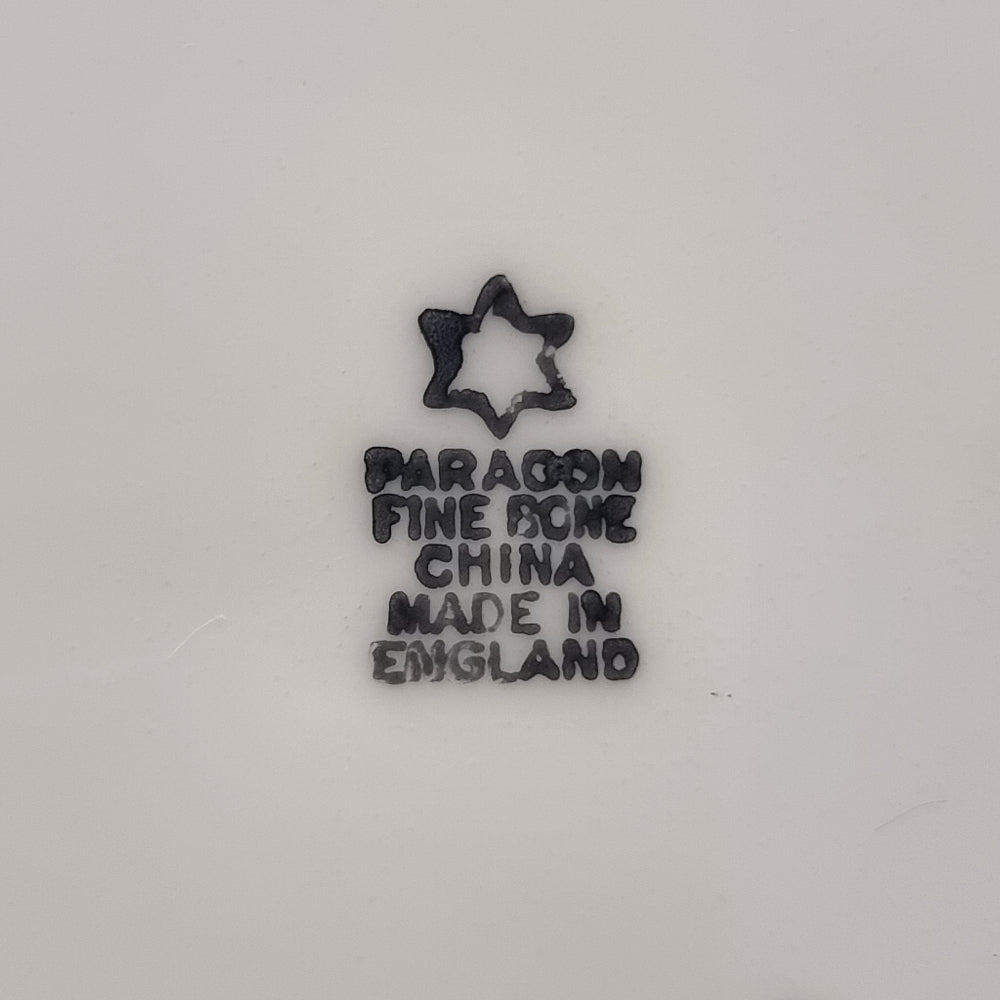 PARAGON
FINE BONE
CHINA
MADE IN
ENGLAND